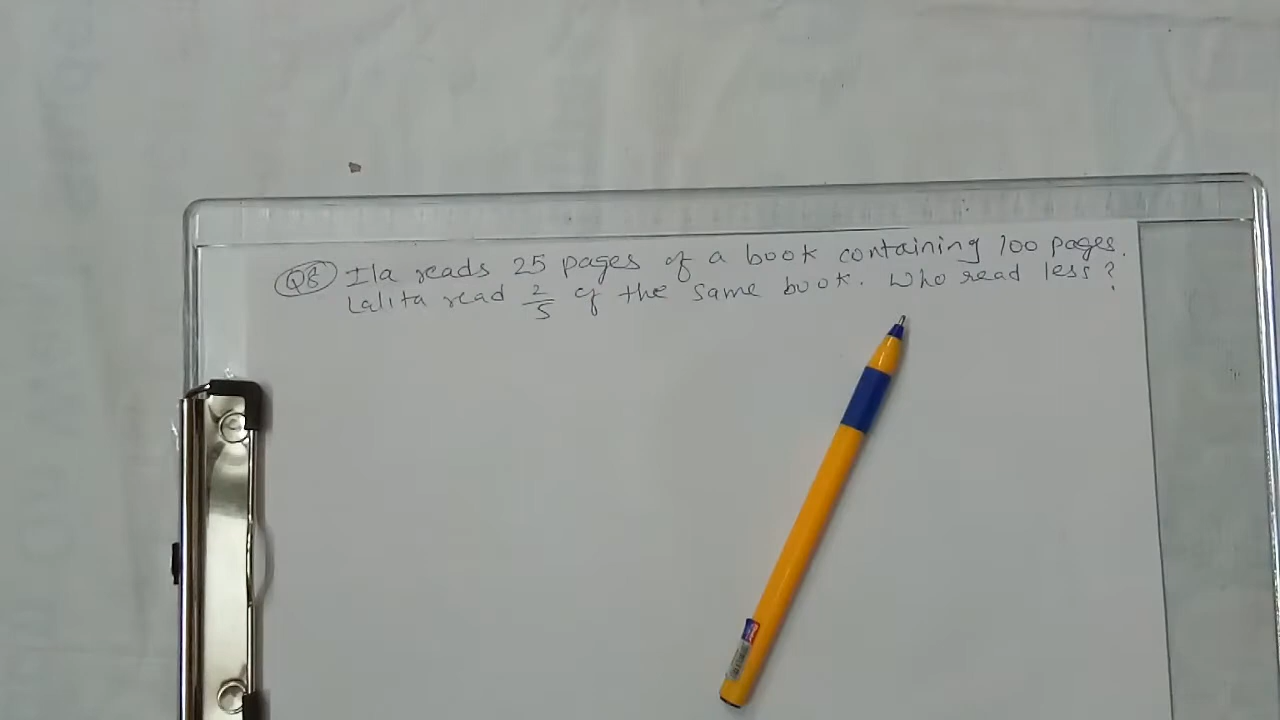 Q8 Ila reads 25 pages of a book containing 100 pages.
Lalita read 2/5 of the same book. Who read less?